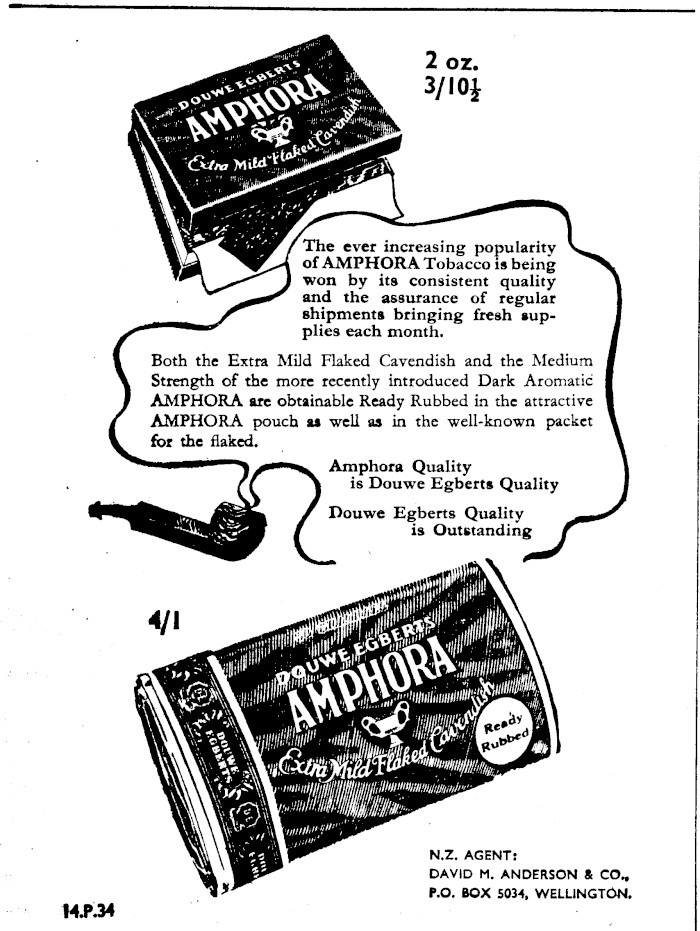 2 oz.
3/10½
DOUWE EGBERTS
AMPHORA
Extra Mild Flaked Cavendish
The ever increasing popularity
of AMPHORA Tobacco is being
won by its consistent quality
and the assurance of regular
shipments bringing fresh sup-
plies each month.
Both the Extra Mild Flaked Cavendish and the Medium
Strength of the more recently introduced Dark Aromatic
AMPHORA are obtainable Ready Rubbed in the attractive
AMPHORA pouch as well as in the well-known packet
for the flaked.
Amphora Quality
is Douwe Egberts Quality
Douwe Egberts Quality
is Outstanding
4/1
DOUWE EGBERTS
AMPHORA
Extra Mild Flaked Cavendish
Ready
Rubbed
DOUWE
EGBERTS
N.Z. AGENT:
DAVID M. ANDERSON & CO.,
P.O. BOX 5034, WELLINGTON.
14.P.34